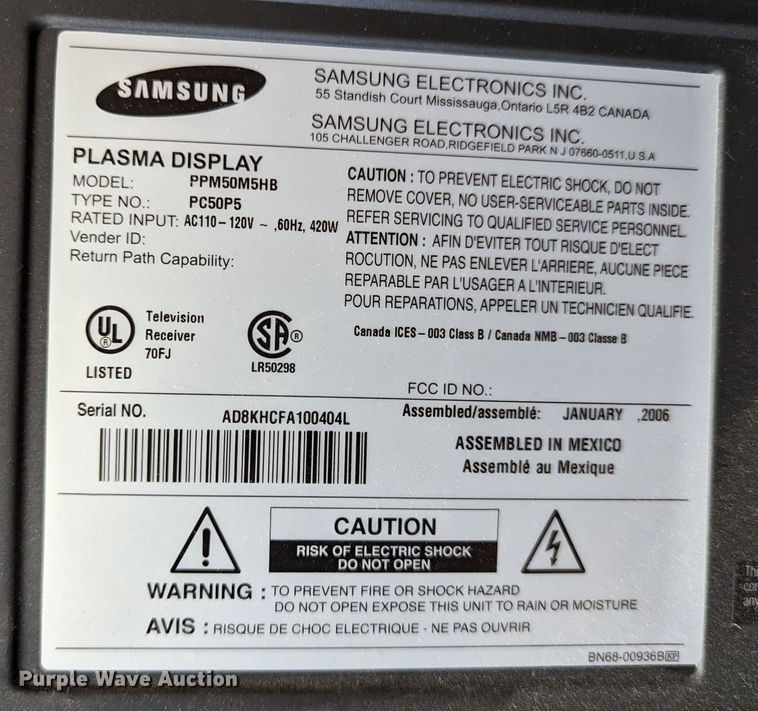 SAMSUNG
SAMSUNG ELECTRONICS INC.
55 Standish Court Mississauga,Ontario L5R 4B2 CANADA
SAMSUNG ELECTRONICS INC.
105 CHALLENGER ROAD,RIDGEFIELD PARK N J 07660-0511,U.S.A
PLASMA DISPLAY
MODEL: PPM50M5HB
TYPE NO.: PC50P5
RATED INPUT: AC110–120V ~ ,60Hz, 420W
Vender ID:
Return Path Capability:
CAUTION : TO PREVENT ELECTRIC SHOCK, DO NOT
REMOVE COVER, NO USER-SERVICEABLE PARTS INSIDE.
REFER SERVICING TO QUALIFIED SERVICE PERSONNEL.
ATTENTION : AFIN D'EVITER TOUT RISQUE D'ELECT
ROCUTION, NE PAS ENLEVER L'ARRIERE, AUCUNE PIECE
REPARABLE PAR L'USAGER A L'INTERIEUR.
POUR REPARATIONS, APPELER UN TECHNICIEN QUALIFIE.
UL ®
LISTED
Television
Receiver
70FJ
SA ®
LR50298
Canada ICES–003 Class B / Canada NMB–003 Classe B
FCC ID NO.:
Serial NO. AD8KHCFA100404L
Assembled/assemblé: JANUARY ,2006
ASSEMBLED IN MEXICO
Assemblé au Mexique
CAUTION
RISK OF ELECTRIC SHOCK
DO NOT OPEN
WARNING : TO PREVENT FIRE OR SHOCK HAZARD
DO NOT OPEN EXPOSE THIS UNIT TO RAIN OR MOISTURE
AVIS : RISQUE DE CHOC ELECTRIQUE - NE PAS OUVRIR
BN68-00936B
Purple Wave Auction